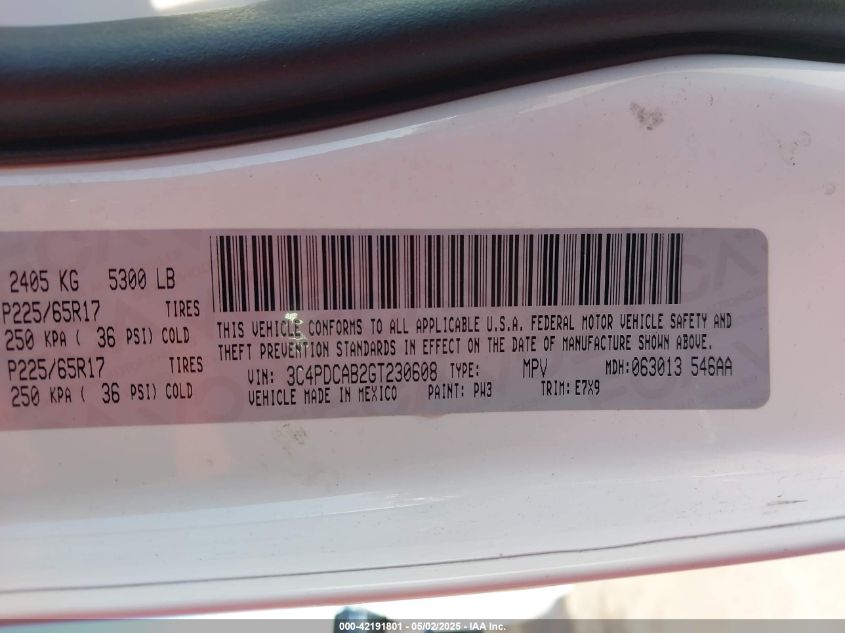 2405 KG 5300 LB
P225/65R17 TIRES
250 KPA ( 36 PSI) COLD
P225/65R17 TIRES
250 KPA ( 36 PSI) COLD
THIS VEHICLE CONFORMS TO ALL APPLICABLE U.S.A. FEDERAL MOTOR VEHICLE SAFETY AND
THEFT PREVENTION STANDARDS IN EFFECT ON THE DATE OF MANUFACTURE SHOWN ABOVE.
VIN: 3C4PDCAB2GT230608 TYPE: MPV MDH: 063013 546AA
VEHICLE MADE IN MEXICO PAINT: PW3 TRIM: E7X9
000-42191801 - 05/02/2025 - IAA Inc.